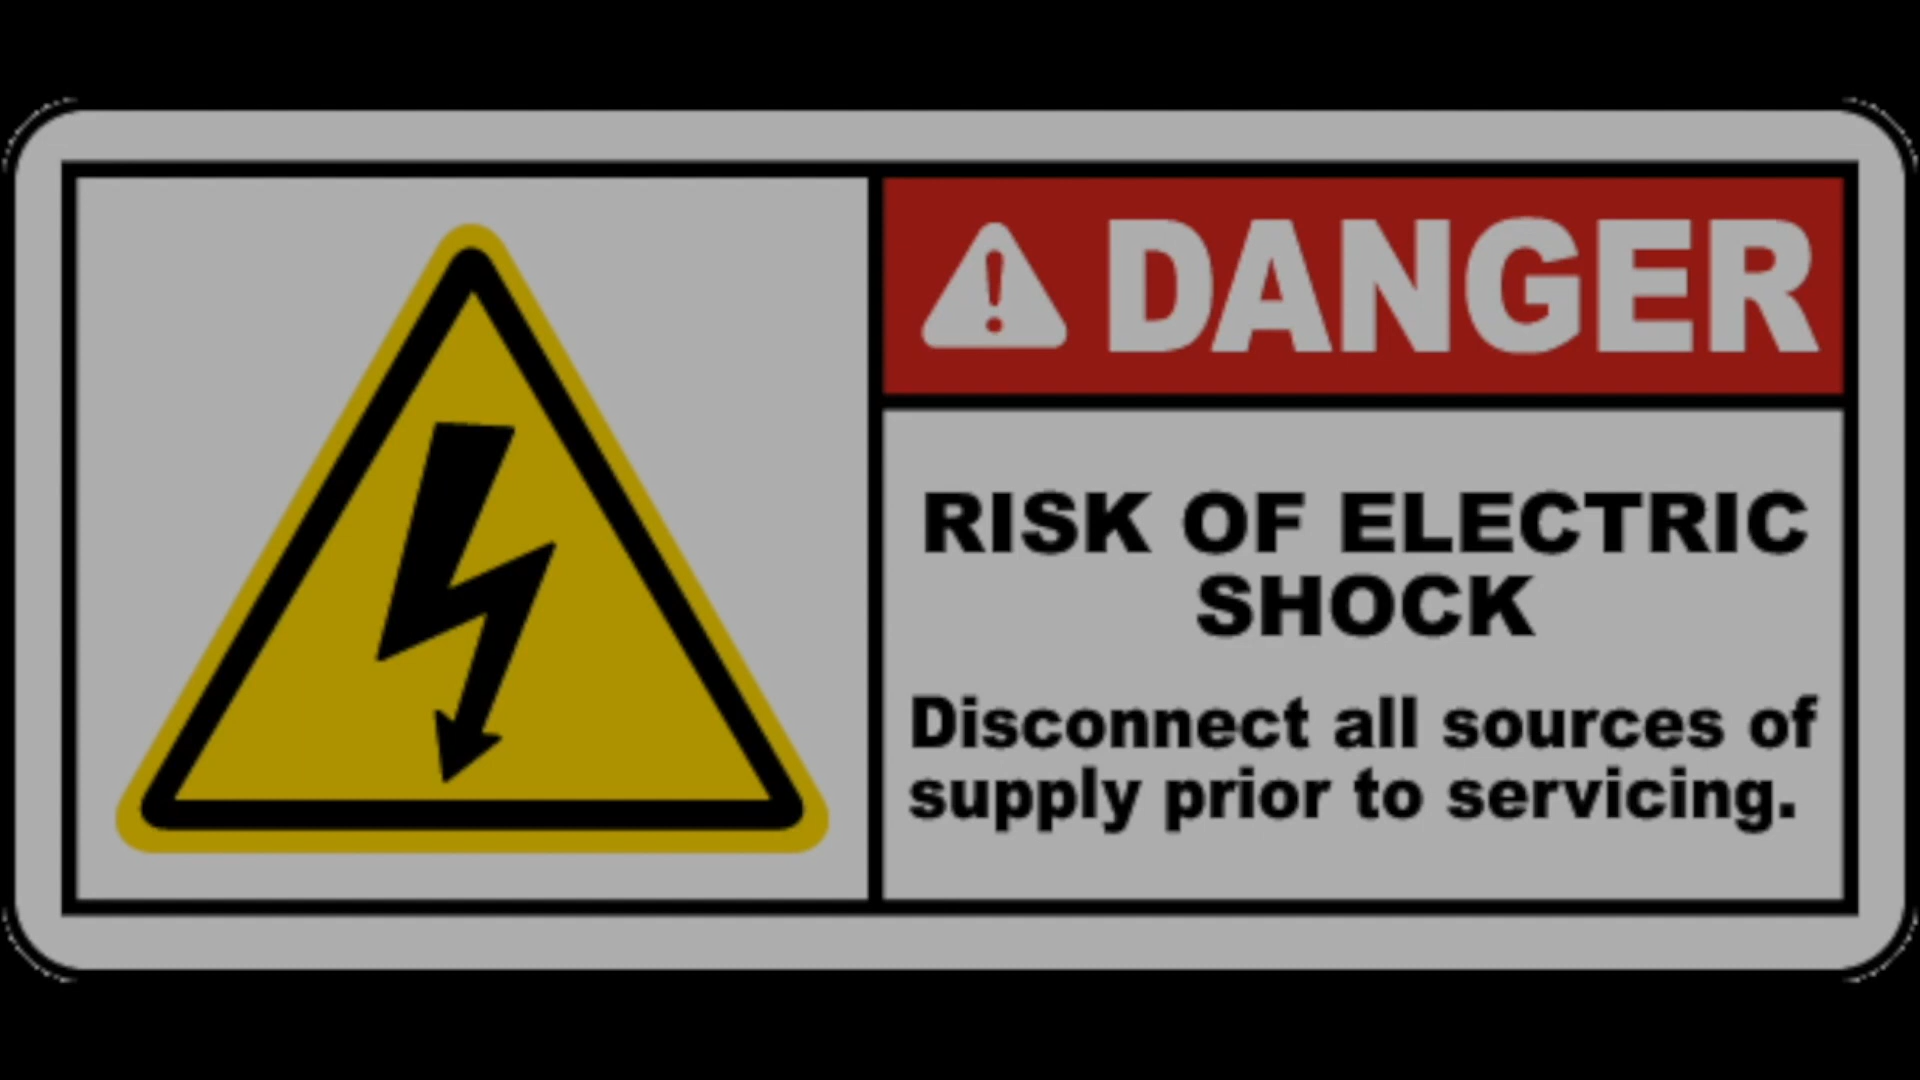 DANGER
RISK OF ELECTRIC
SHOCK
Disconnect all sources of
supply prior to servicing.